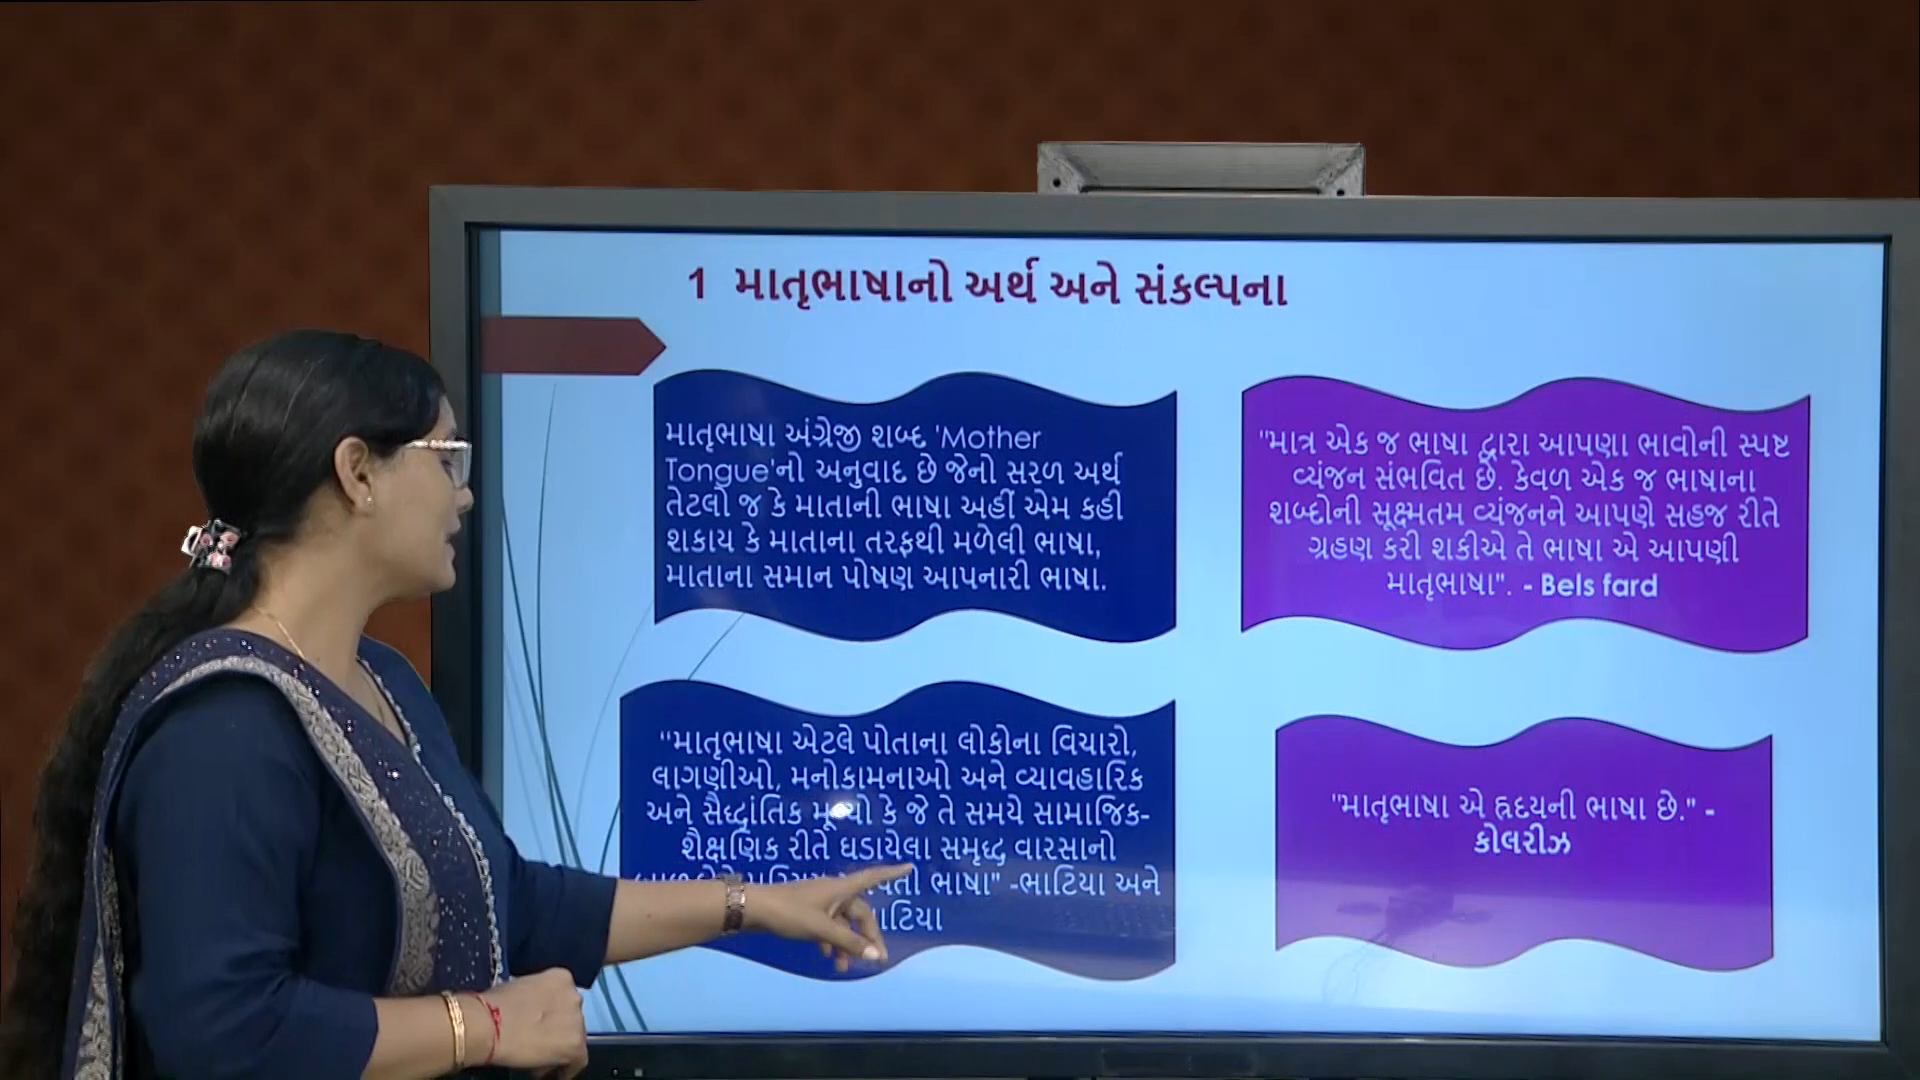 1 માતૃભાષાનો અર્થ અને સંકલ્પના
માતૃભાષા અંગ્રેજી શબ્દ 'Mother
Tongue'નો અનુવાદ છે જેનો સરળ અર્થ
તેટલો જ કે માતાની ભાષા અહીં એમ કહી
શકાય કે માતાના તરફથી મળેલી ભાષા,
માતાના સમાન પોષણ આપનારી ભાષા.
"માત્ર એક જ ભાષા દ્વારા આપણા ભાવોની સ્પષ્ટ
વ્યંજન સંભવિત છે. કેવળ એક જ ભાષાના
શબ્દોની સૂક્ષ્મતમ વ્યંજનને આપણે સહજ રીતે
ગ્રહણ કરી શકીએ તે ભાષા એ આપણી
માતૃભાષા". - Bels fard
"માતૃભાષા એટલે પોતાના લોકોના વિચારો,
લાગણીઓ, મનોકામનાઓ અને વ્યાવહારિક
અને સૈદ્ધાંતિક કે જે તે સમયે સામાજિક-
શૈક્ષણિક રીતે ઘડાયેલા સમૃદ્ધ વારસાનો
ભાષા" -ભાટિયા અને
"માતૃભાષા એ હ્રદયની ભાષા છે." -
કોલરીઝ